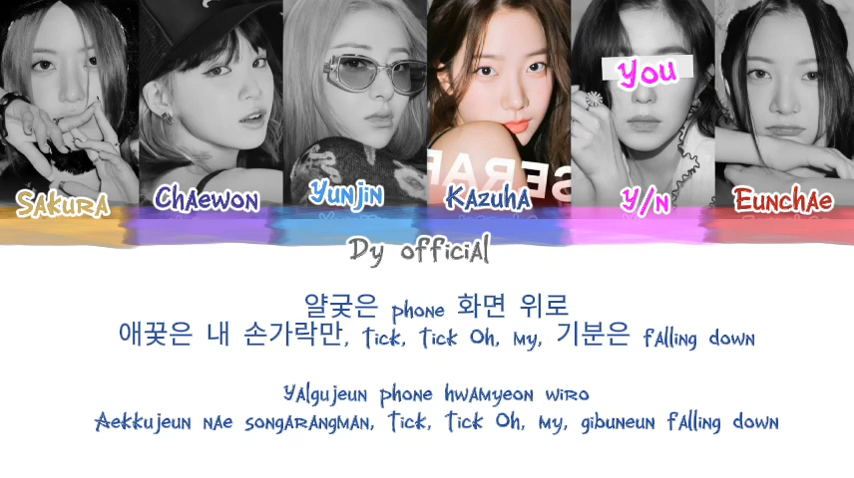 You
SERAF
Sakura Chaewon Yunjin Kazuha Y/n Eunchae
Dy official
얄궂은 phone 화면 위로
애꿎은 내 손가락만, Tick, Tick Oh, my, 기분은 falling down
Yalgujeun phone hwamyeon wiro
Aekkujeun nae songarangman, Tick, Tick Oh, my, gibuneun falling down